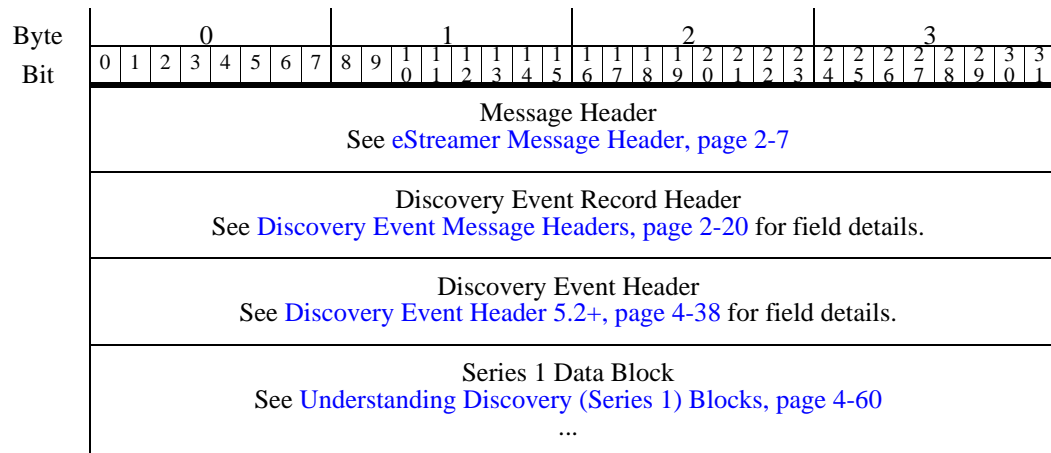 Byte 0 1 2 3
Bit 0 1 2 3 4 5 6 7 8 9 10 11 12 13 14 15 16 17 18 19 20 21 22 23 24 25 26 27 28 29 30 31
Message Header
See eStreamer Message Header, page 2-7
Discovery Event Record Header
See Discovery Event Message Headers, page 2-20 for field details.
Discovery Event Header
See Discovery Event Header 5.2+, page 4-38 for field details.
Series 1 Data Block
See Understanding Discovery (Series 1) Blocks, page 4-60
...